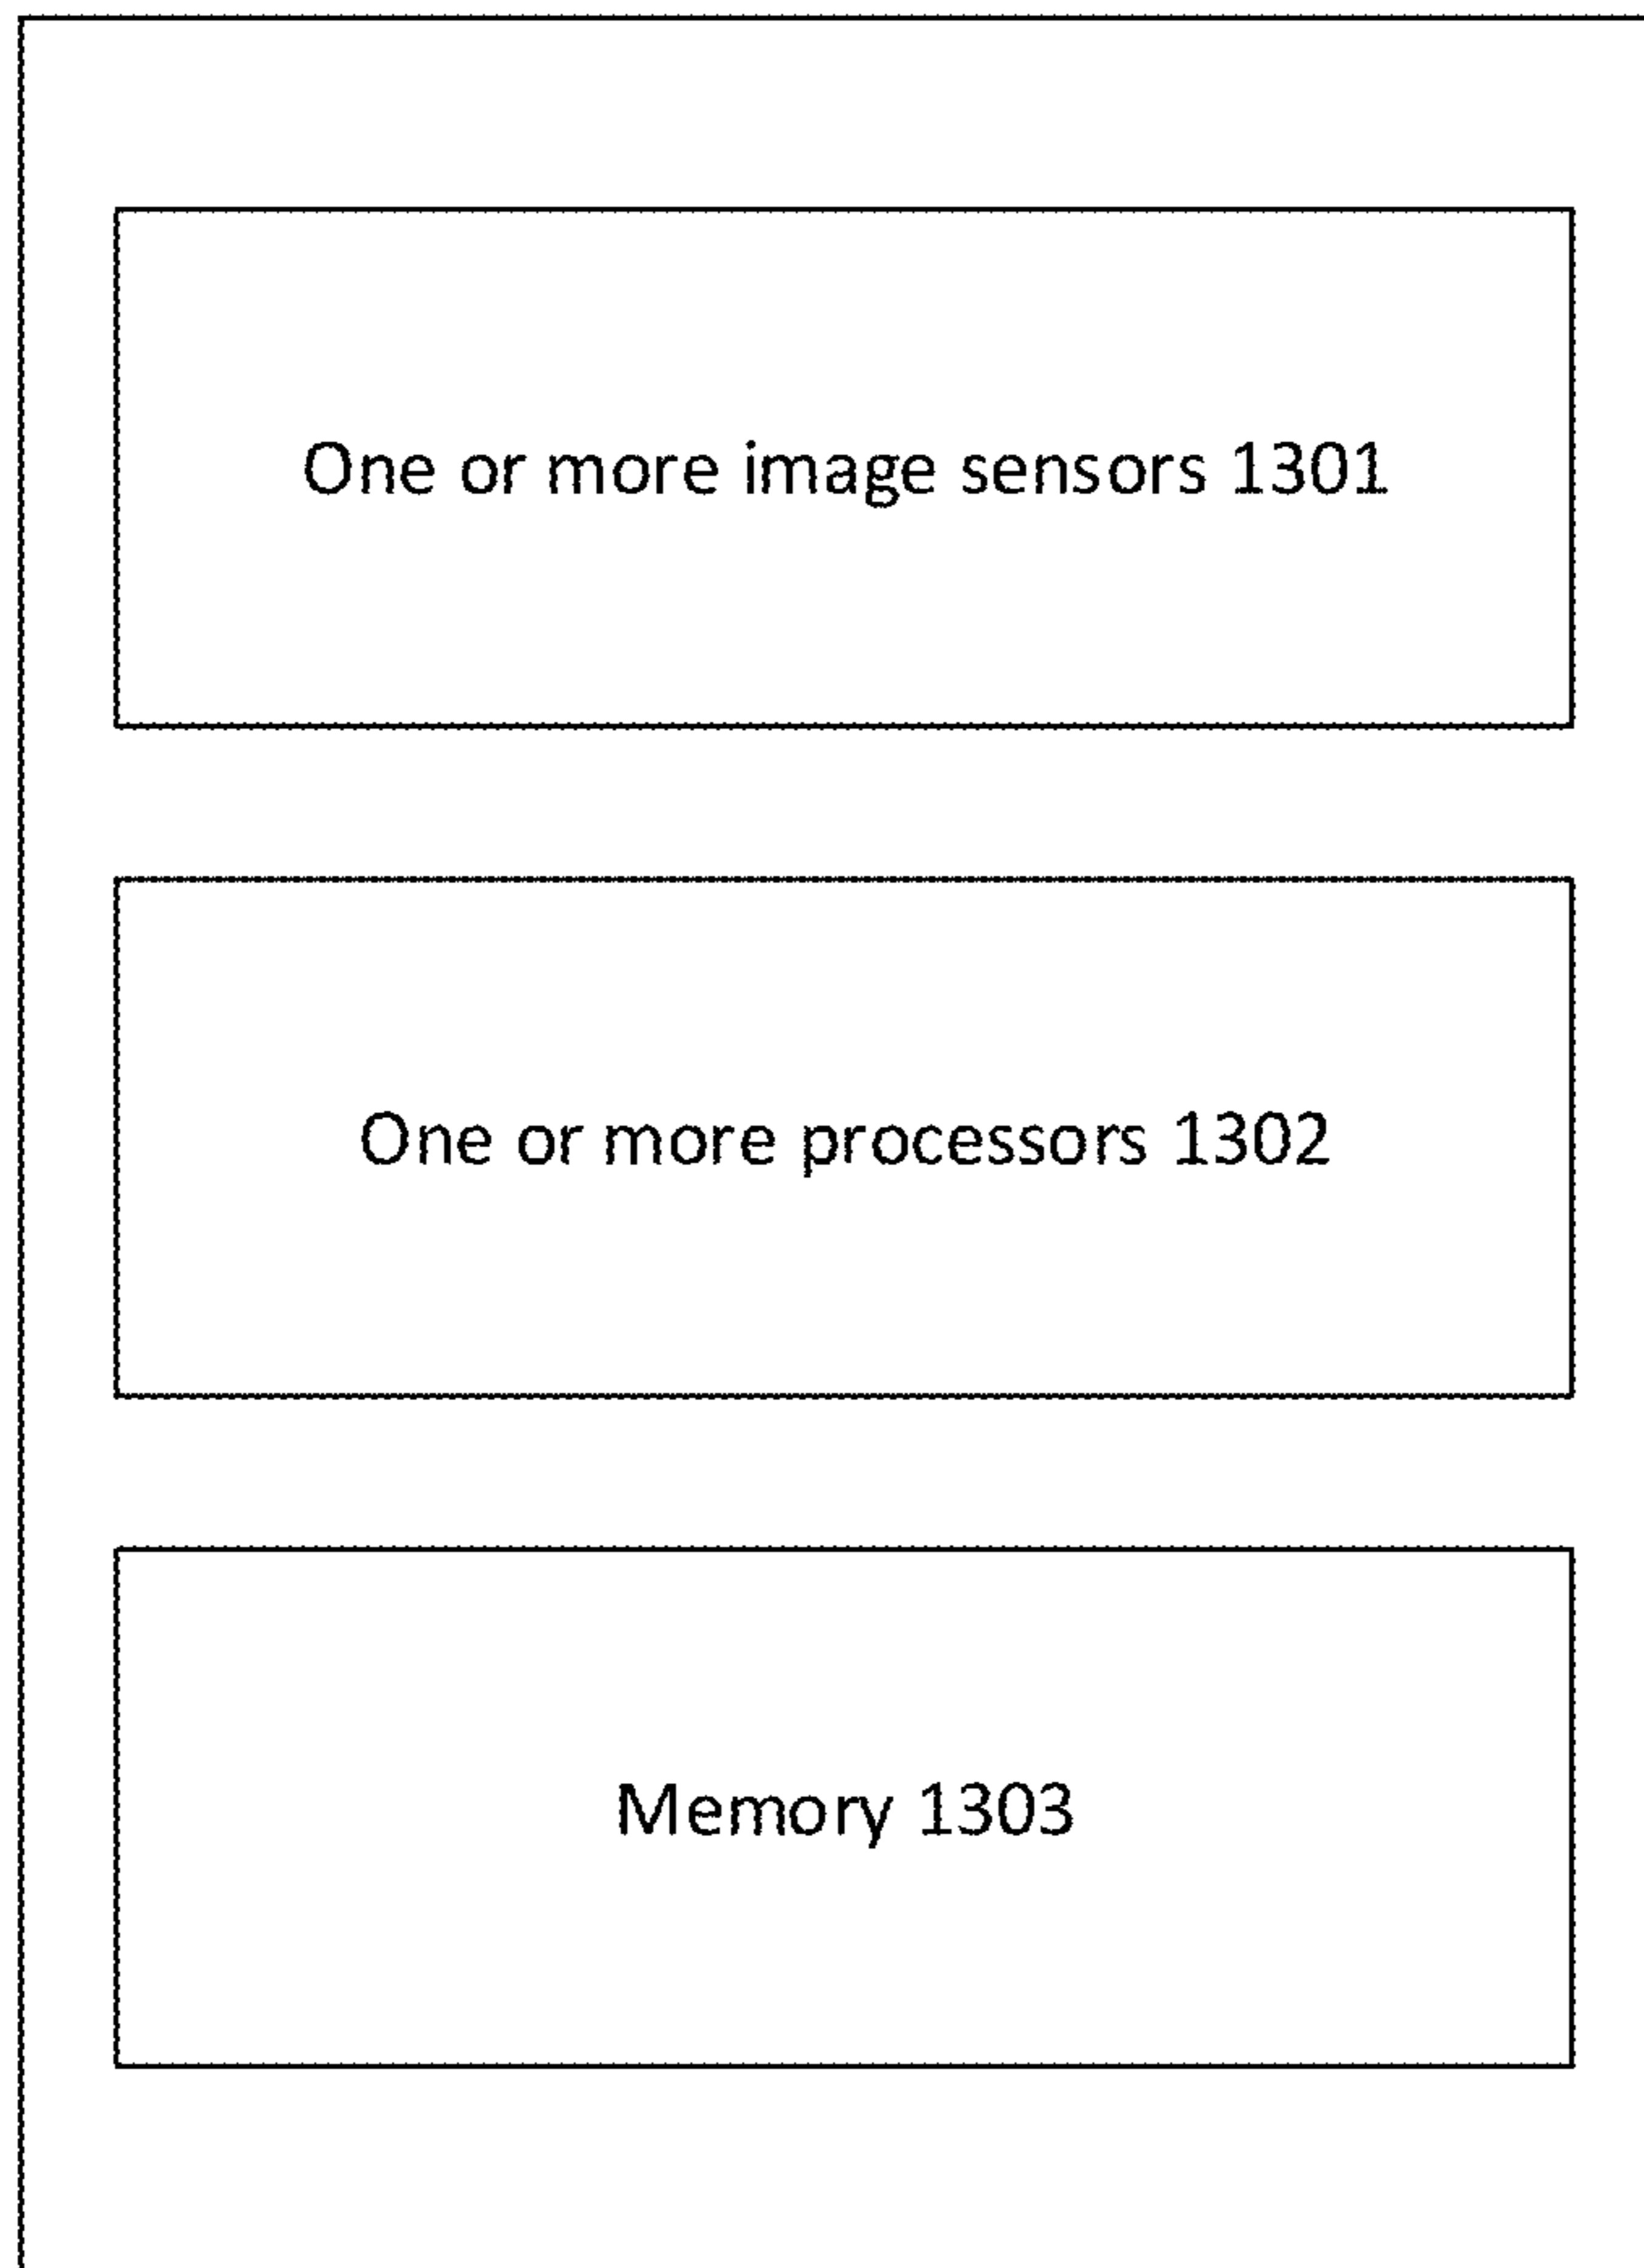 One or more image sensors 1301
One or more processors 1302
Memory 1303